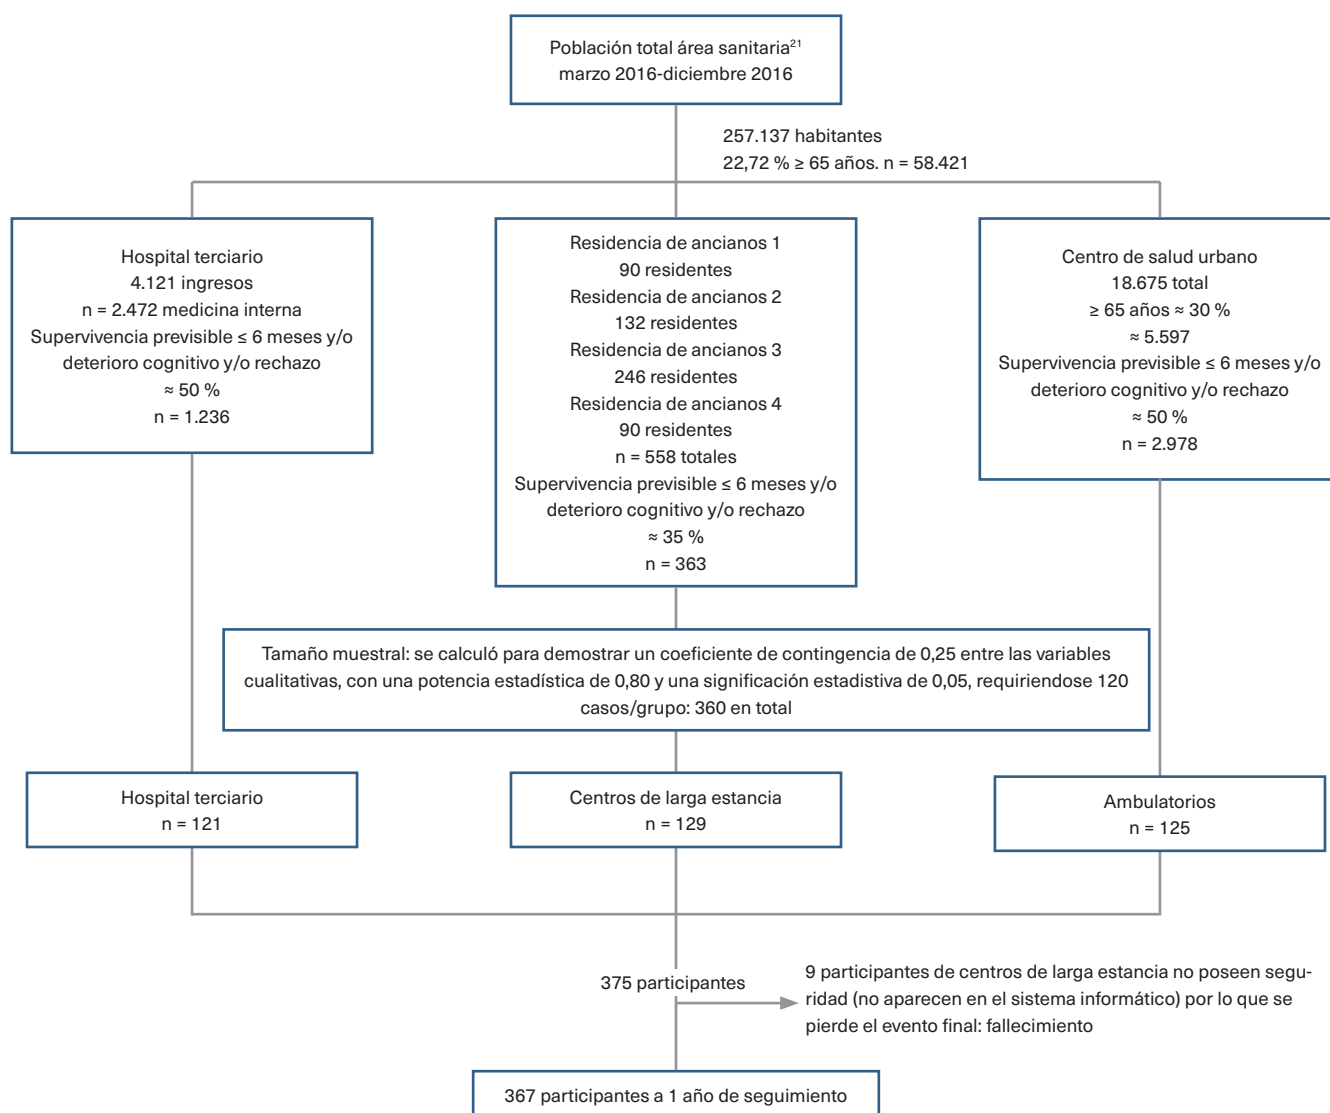 Población total área sanitaria²¹
marzo 2016-diciembre 2016
257.137 habitantes
22,72 % ≥ 65 años. n = 58.421
Hospital terciario
4.121 ingresos
n = 2.472 medicina interna
Supervivencia previsible ≤ 6 meses y/o
deterioro cognitivo y/o rechazo
≈ 50 %
n = 1.236
Residencia de ancianos 1
90 residentes
Residencia de ancianos 2
132 residentes
Residencia de ancianos 3
246 residentes
Residencia de ancianos 4
90 residentes
n = 558 totales
Supervivencia previsible ≤ 6 meses y/o
deterioro cognitivo y/o rechazo
≈ 35 %
n = 363
Centro de salud urbano
18.675 total
≥ 65 años ≈ 30 %
≈ 5.597
Supervivencia previsible ≤ 6 meses y/o
deterioro cognitivo y/o rechazo
≈ 50 %
n = 2.978
Tamaño muestral: se calculó para demostrar un coeficiente de contingencia de 0,25 entre las variables
cualitativas, con una potencia estadística de 0,80 y una significación estadistiva de 0,05, requiriendose 120
casos/grupo: 360 en total
Hospital terciario
n = 121
Centros de larga estancia
n = 129
Ambulatorios
n = 125
375 participantes
9 participantes de centros de larga estancia no poseen segu-
ridad (no aparecen en el sistema informático) por lo que se
pierde el evento final: fallecimiento
367 participantes a 1 año de seguimiento